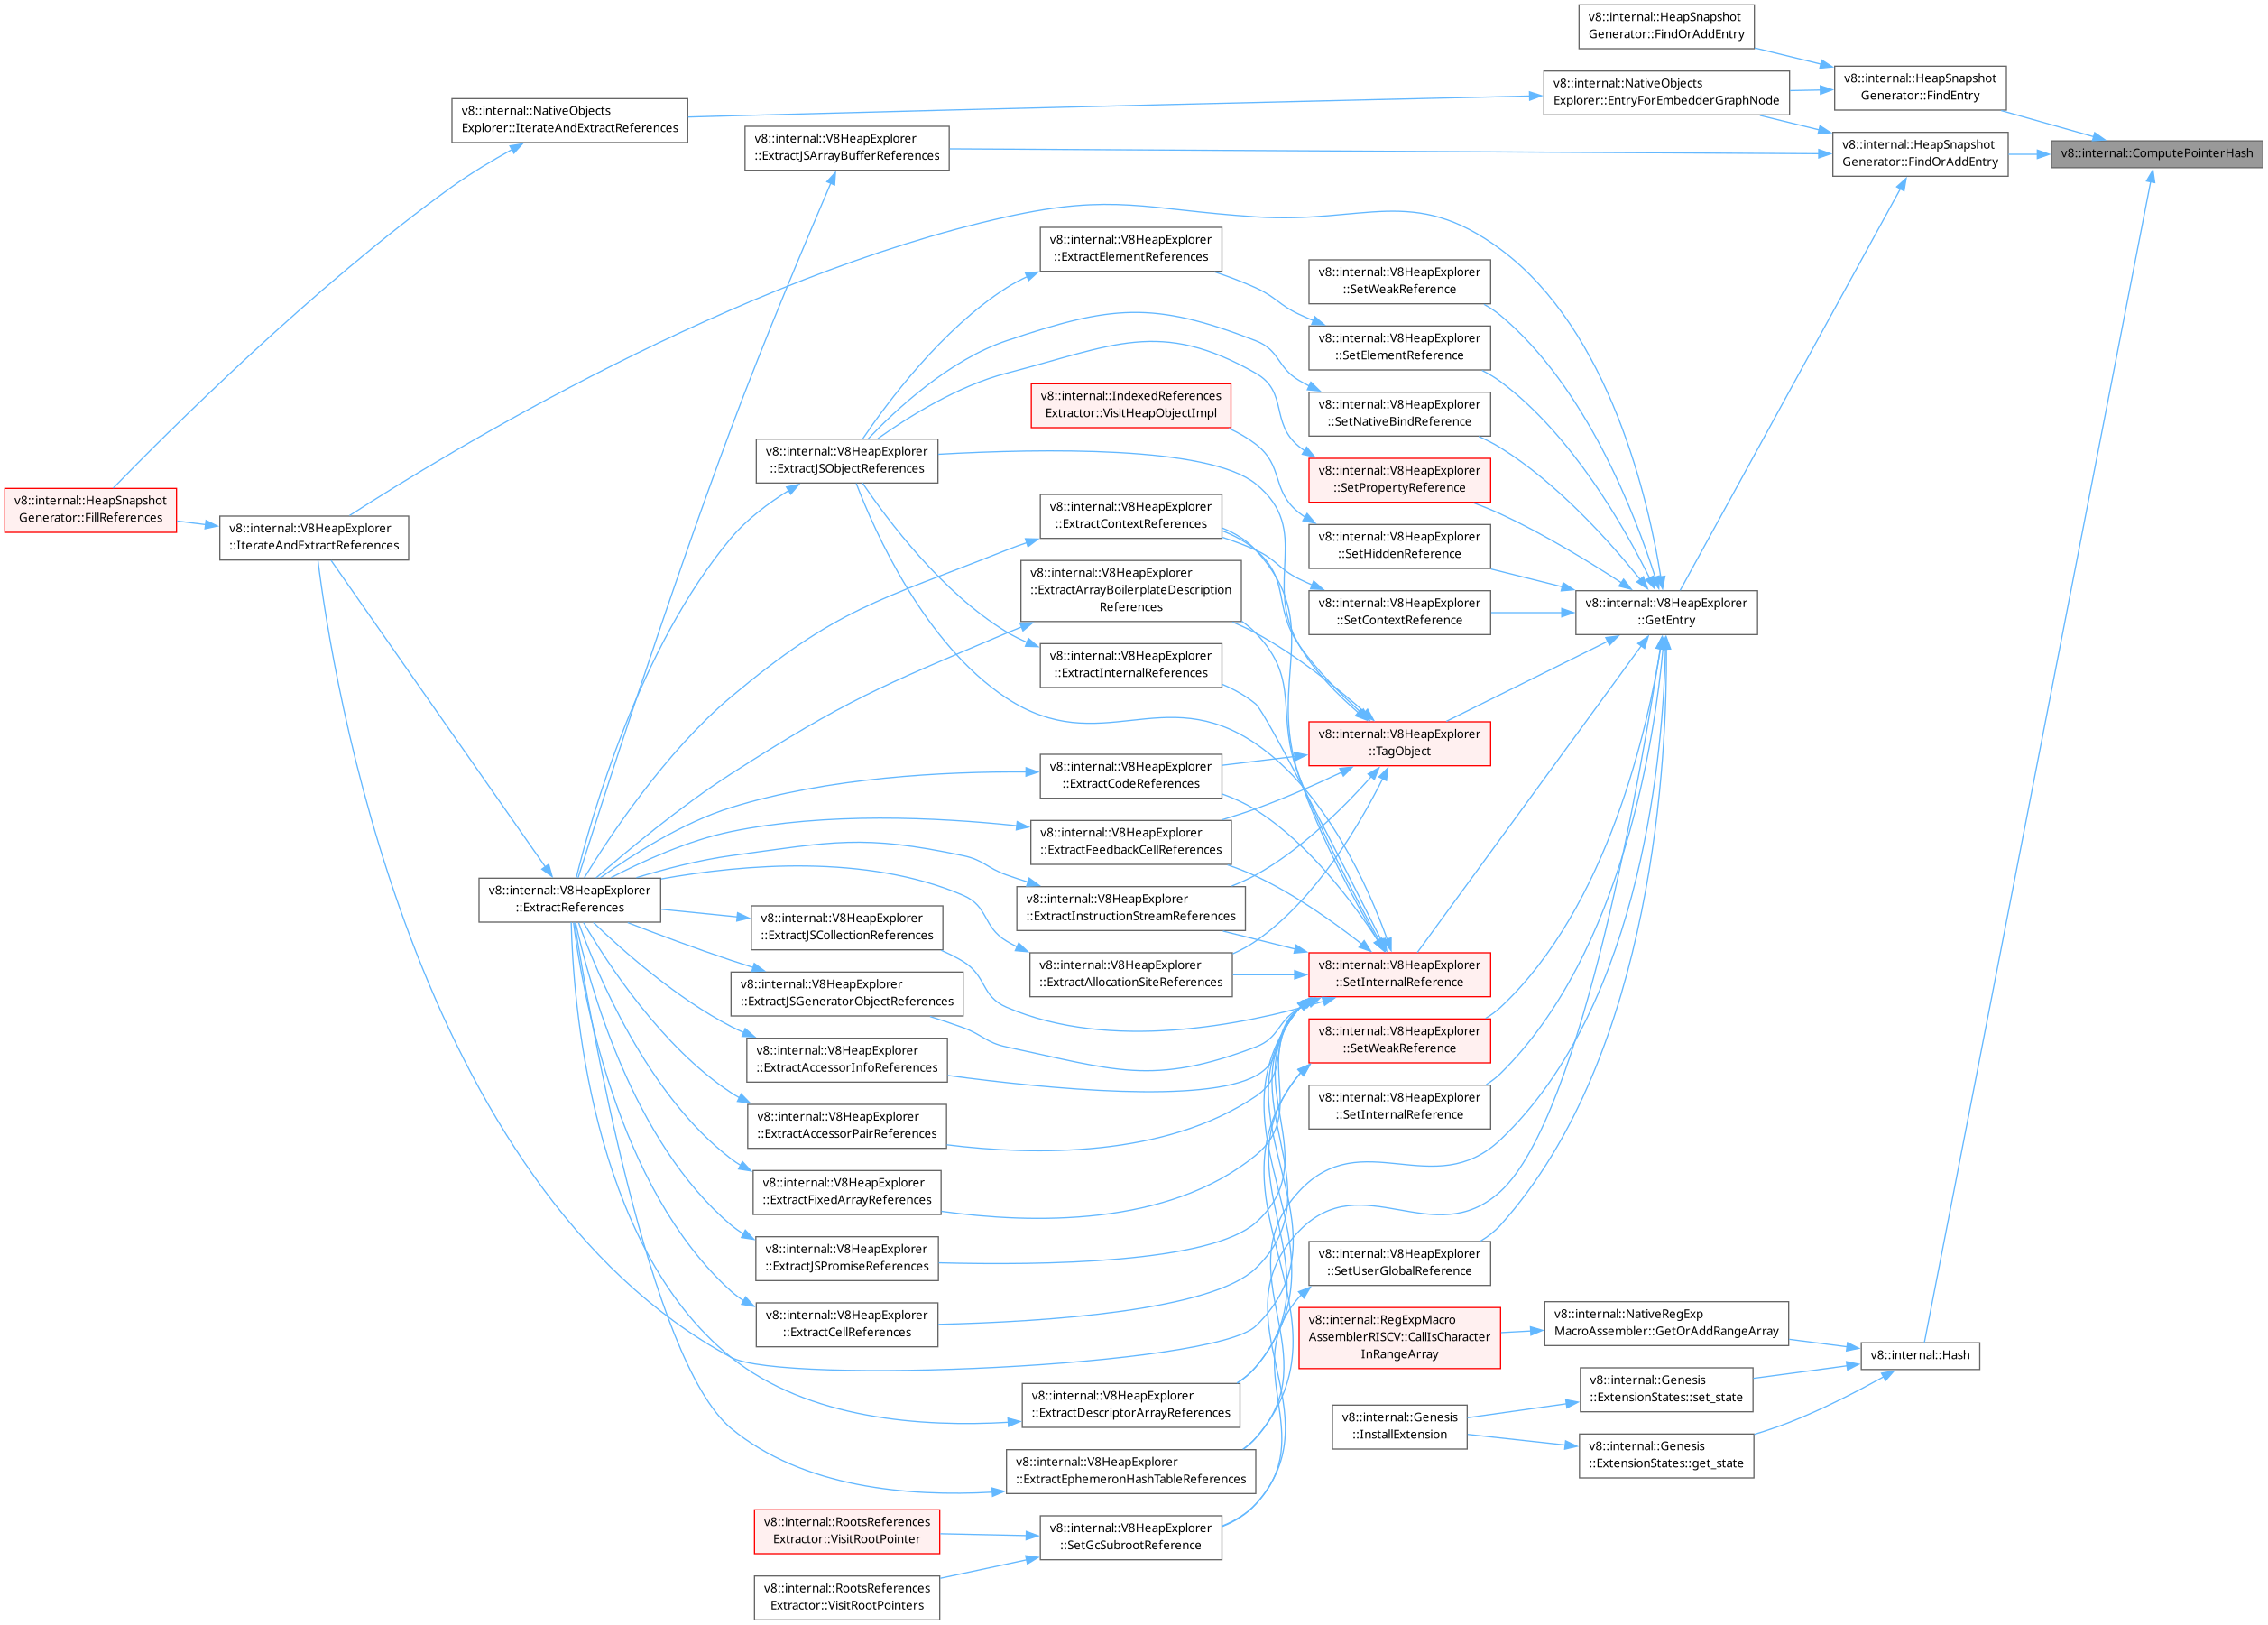 v8::internal::HeapSnapshot
Generator::FindOrAddEntry
v8::internal::HeapSnapshot
Generator::FindEntry
v8::internal::NativeObjects
Explorer::EntryForEmbedderGraphNode
v8::internal::NativeObjects
Explorer::IterateAndExtractReferences
v8::internal::V8HeapExplorer
::ExtractJSArrayBufferReferences
v8::internal::HeapSnapshot
Generator::FindOrAddEntry
v8::internal::ComputePointerHash
v8::internal::V8HeapExplorer
::ExtractElementReferences
v8::internal::V8HeapExplorer
::SetWeakReference
v8::internal::V8HeapExplorer
::SetElementReference
v8::internal::IndexedReferences
Extractor::VisitHeapObjectImpl
v8::internal::V8HeapExplorer
::SetNativeBindReference
v8::internal::V8HeapExplorer
::ExtractJSObjectReferences
v8::internal::V8HeapExplorer
::SetPropertyReference
v8::internal::HeapSnapshot
Generator::FillReferences
v8::internal::V8HeapExplorer
::IterateAndExtractReferences
v8::internal::V8HeapExplorer
::ExtractContextReferences
v8::internal::V8HeapExplorer
::SetHiddenReference
v8::internal::V8HeapExplorer
::ExtractArrayBoilerplateDescription
References
v8::internal::V8HeapExplorer
::SetContextReference
v8::internal::V8HeapExplorer
::GetEntry
v8::internal::V8HeapExplorer
::ExtractInternalReferences
v8::internal::V8HeapExplorer
::TagObject
v8::internal::V8HeapExplorer
::ExtractCodeReferences
v8::internal::V8HeapExplorer
::ExtractFeedbackCellReferences
v8::internal::V8HeapExplorer
::ExtractReferences
v8::internal::V8HeapExplorer
::ExtractInstructionStreamReferences
v8::internal::V8HeapExplorer
::ExtractJSCollectionReferences
v8::internal::V8HeapExplorer
::ExtractAllocationSiteReferences
v8::internal::V8HeapExplorer
::SetInternalReference
v8::internal::V8HeapExplorer
::ExtractJSGeneratorObjectReferences
v8::internal::V8HeapExplorer
::SetWeakReference
v8::internal::V8HeapExplorer
::ExtractAccessorInfoReferences
v8::internal::V8HeapExplorer
::SetInternalReference
v8::internal::V8HeapExplorer
::ExtractAccessorPairReferences
v8::internal::V8HeapExplorer
::ExtractFixedArrayReferences
v8::internal::V8HeapExplorer
::ExtractJSPromiseReferences
v8::internal::V8HeapExplorer
::SetUserGlobalReference
v8::internal::V8HeapExplorer
::ExtractCellReferences
v8::internal::RegExpMacro
AssemblerRISCV::CallIsCharacter
InRangeArray
v8::internal::NativeRegExp
MacroAssembler::GetOrAddRangeArray
v8::internal::Hash
v8::internal::Genesis
::ExtensionStates::set_state
v8::internal::V8HeapExplorer
::ExtractDescriptorArrayReferences
v8::internal::Genesis
::InstallExtension
v8::internal::Genesis
::ExtensionStates::get_state
v8::internal::V8HeapExplorer
::ExtractEphemeronHashTableReferences
v8::internal::RootsReferences
Extractor::VisitRootPointer
v8::internal::V8HeapExplorer
::SetGcSubrootReference
v8::internal::RootsReferences
Extractor::VisitRootPointers